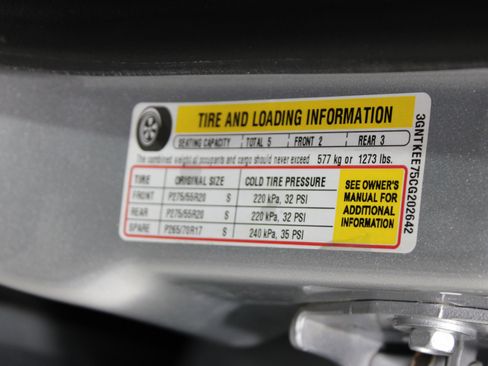 TIRE AND LOADING INFORMATION
SEATING CAPACITY TOTAL 5 FRONT 2 REAR 3
The combined weight of occupants and cargo should never exceed 577 kg or 1273 lbs.
TIRE ORIGINAL SIZE COLD TIRE PRESSURE
FRONT P275/55R20 S 220 kPa, 32 PSI
REAR P275/55R20 S 220 kPa, 32 PSI
SPARE P265/70R17 S 240 kPa, 35 PSI
SEE OWNER'S
MANUAL FOR
ADDITIONAL
INFORMATION
3GNTKEE75CG202642